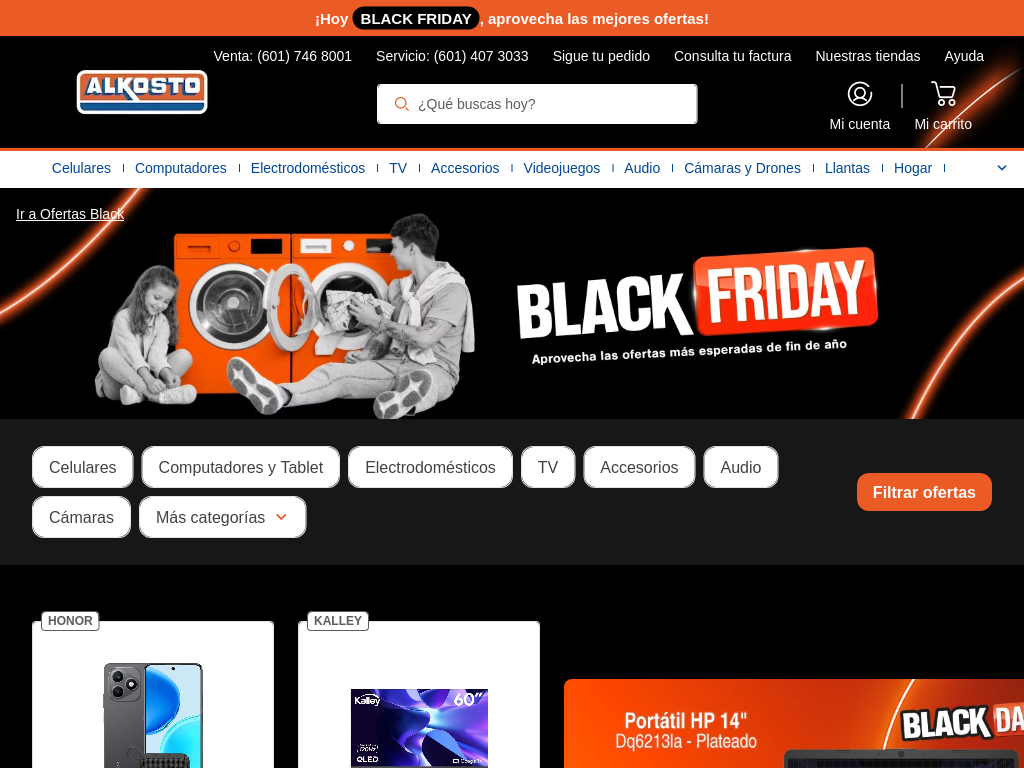 ¡Hoy BLACK FRIDAY, aprovecha las mejores ofertas!
Venta: (601) 746 8001 Servicio: (601) 407 3033 Sigue tu pedido Consulta tu factura Nuestras tiendas Ayuda
ALKOSTO
¿Qué buscas hoy?
Mi cuenta Mi carrito
Celulares Computadores Electrodomésticos TV Accesorios Videojuegos Audio Cámaras y Drones Llantas Hogar
Ir a Ofertas Black
BLACK FRIDAY
Aprovecha las ofertas más esperadas de fin de año
Celulares Computadores y Tablet Electrodomésticos TV Accesorios Audio
Cámaras Más categorías
Filtrar ofertas
HONOR
KALLEY
Kalley 60"
QLED
Google TV
Portátil HP 14"
Dq6213la - Plateado
BLACK DA